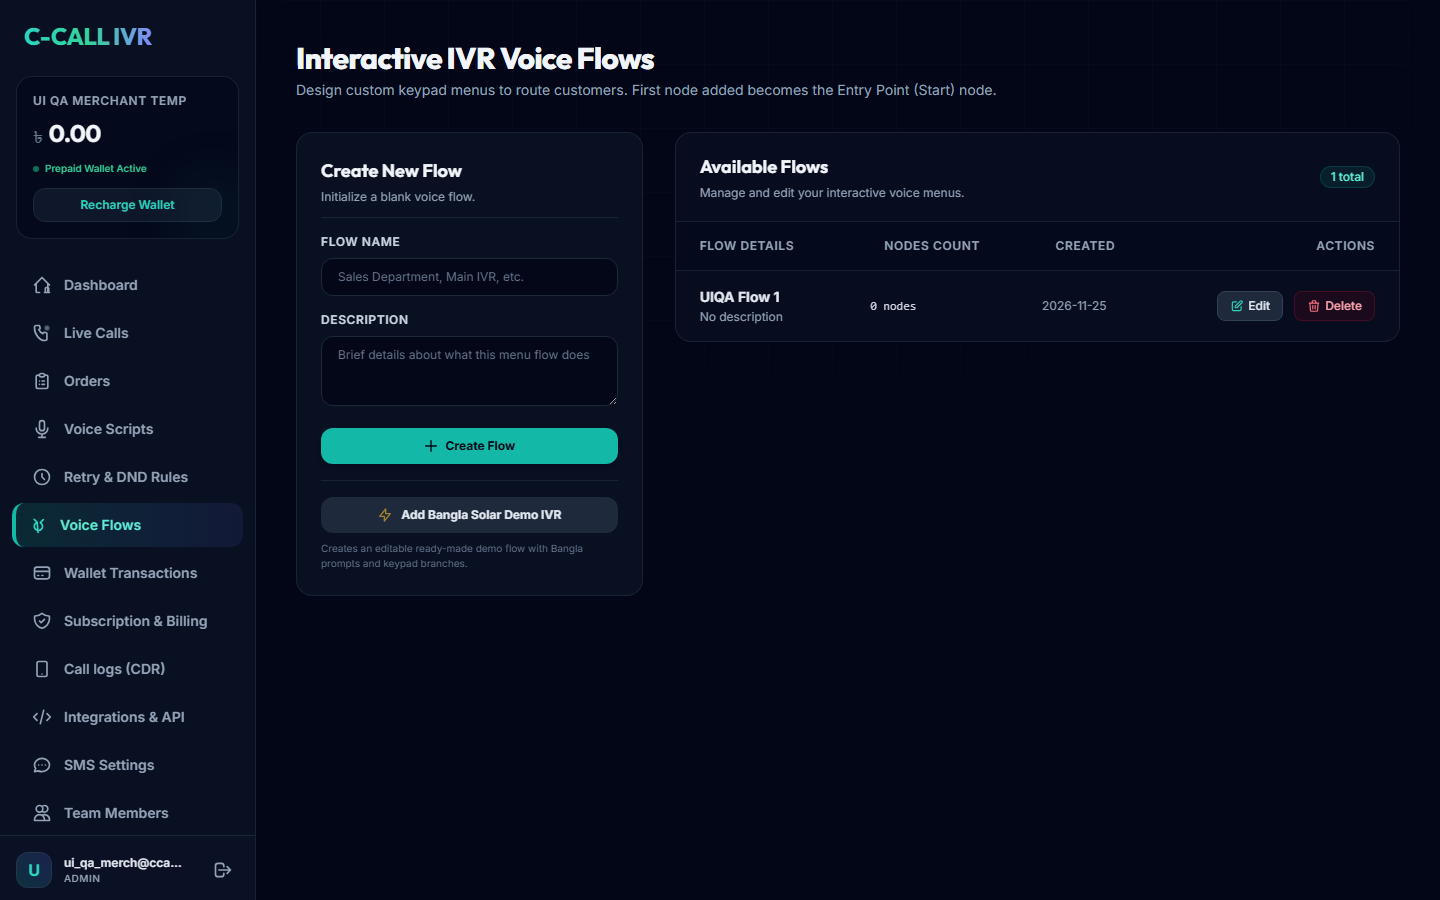 C-CALL IVR
UI QA MERCHANT TEMP
৳ 0.00
Prepaid Wallet Active
Recharge Wallet
Dashboard
Live Calls
Orders
Voice Scripts
Retry & DND Rules
Voice Flows
Wallet Transactions
Subscription & Billing
Call logs (CDR)
Integrations & API
SMS Settings
Team Members
U
ui_qa_merch@cca...
ADMIN
Interactive IVR Voice Flows
Design custom keypad menus to route customers. First node added becomes the Entry Point (Start) node.
Create New Flow
Initialize a blank voice flow.
FLOW NAME
Sales Department, Main IVR, etc.
DESCRIPTION
Brief details about what this menu flow does
Create Flow
Add Bangla Solar Demo IVR
Creates an editable ready-made demo flow with Bangla
prompts and keypad branches.
Available Flows
Manage and edit your interactive voice menus.
1 total
FLOW DETAILS NODES COUNT CREATED ACTIONS
UIQA Flow 1
No description
0 nodes
2026-11-25
Edit
Delete